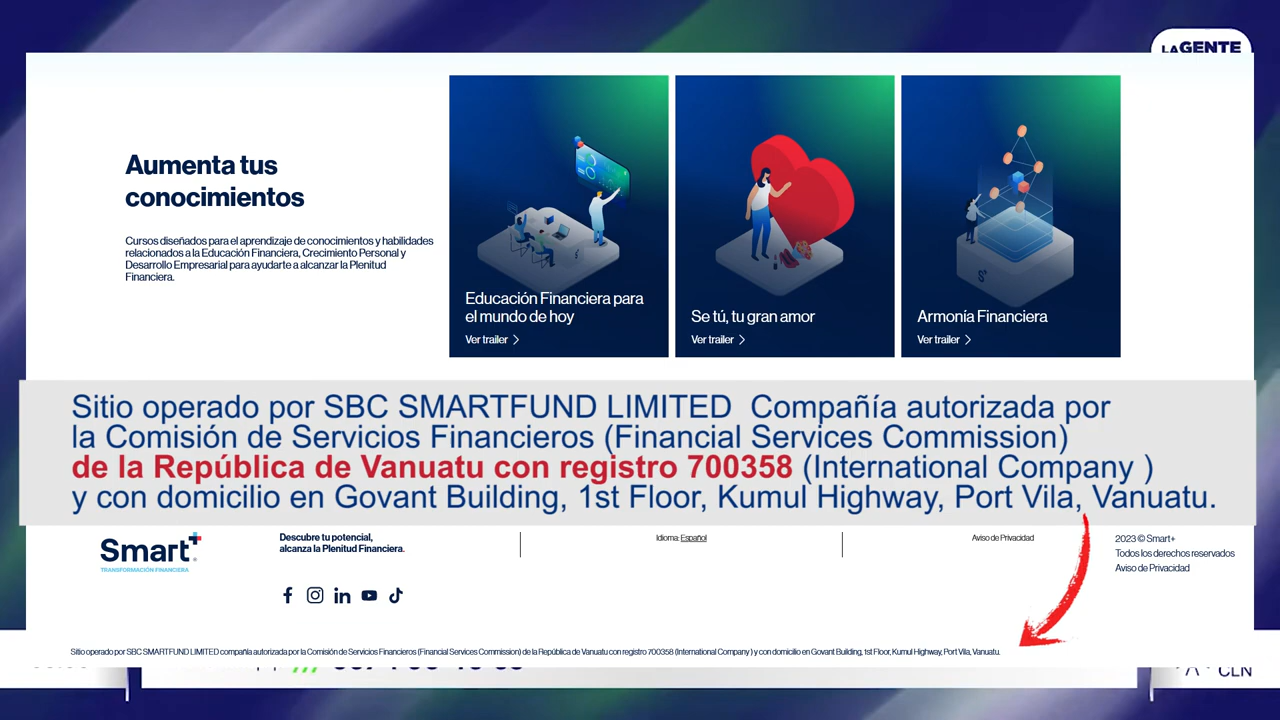 LAGENTE
Aumenta tus
conocimientos
Cursos diseñados para el aprendizaje de conocimientos y habilidades
relacionados a la Educación Financiera, Crecimiento Personal y
Desarrollo Empresarial para ayudarte a alcanzar la Plenitud
Financiera.
Educación Financiera para
el mundo de hoy
Ver trailer
Se tú, tu gran amor
Ver trailer
Armonía Financiera
Ver trailer
Sitio operado por SBC SMARTFUND LIMITED Compañía autorizada por
la Comisión de Servicios Financieros (Financial Services Commission)
de la República de Vanuatu con registro 700358 (International Company )
y con domicilio en Govant Building, 1st Floor, Kumul Highway, Port Vila, Vanuatu.
Smart+
TRANSFORMACIÓN FINANCIERA
Descubre tu potencial,
alcanza la Plenitud Financiera.
Idioma: Español
Aviso de Privacidad
2023 © Smart+
Todos los derechos reservados
Aviso de Privacidad
Sitio operado por SBC SMARTFUND LIMITED compañía autorizada por la Comisión de Servicios Financieros (Financial Services Commission) de la República de Vanuatu con registro 700358 (International Company ) y con domicilio en Govant Building, 1st Floor, Kumul Highway, Port Vila, Vanuatu.
CLN